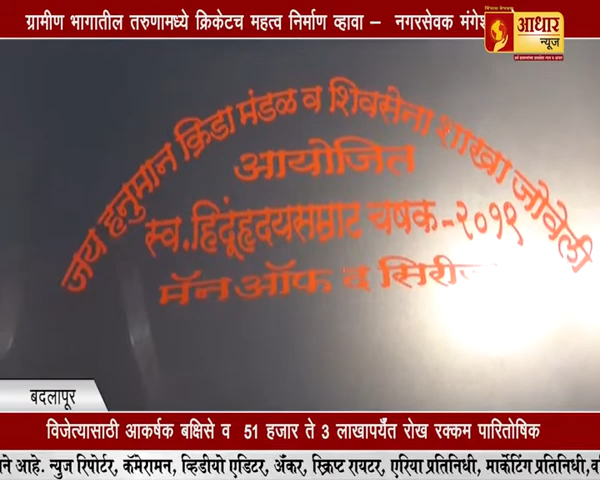 ग्रामीण भागातील तरुणामध्ये क्रिकेटच महत्व निर्माण व्हावा – नगरसेवक मंगेश
आधार
न्यूज
जय हनुमान क्रिडा मंडळ व शिवसेना शाखा जोवेली
आयोजित
स्व.हिंदूहृदयसम्राट चषक-२०१९
मॅन ऑफ द सिरीज
बदलापूर
विजेत्यासाठी आकर्षक बक्षिसे व 51 हजार ते 3 लाखापर्यंत रोख रक्कम पारितोषिक
आहे. न्युज रिपोर्टर, कॅमेरामन, व्हिडीयो एडिटर, अँकर, स्क्रिप्ट रायटर, एरिया प्रतिनिधी, मार्केटिंग प्रतिनिधी,